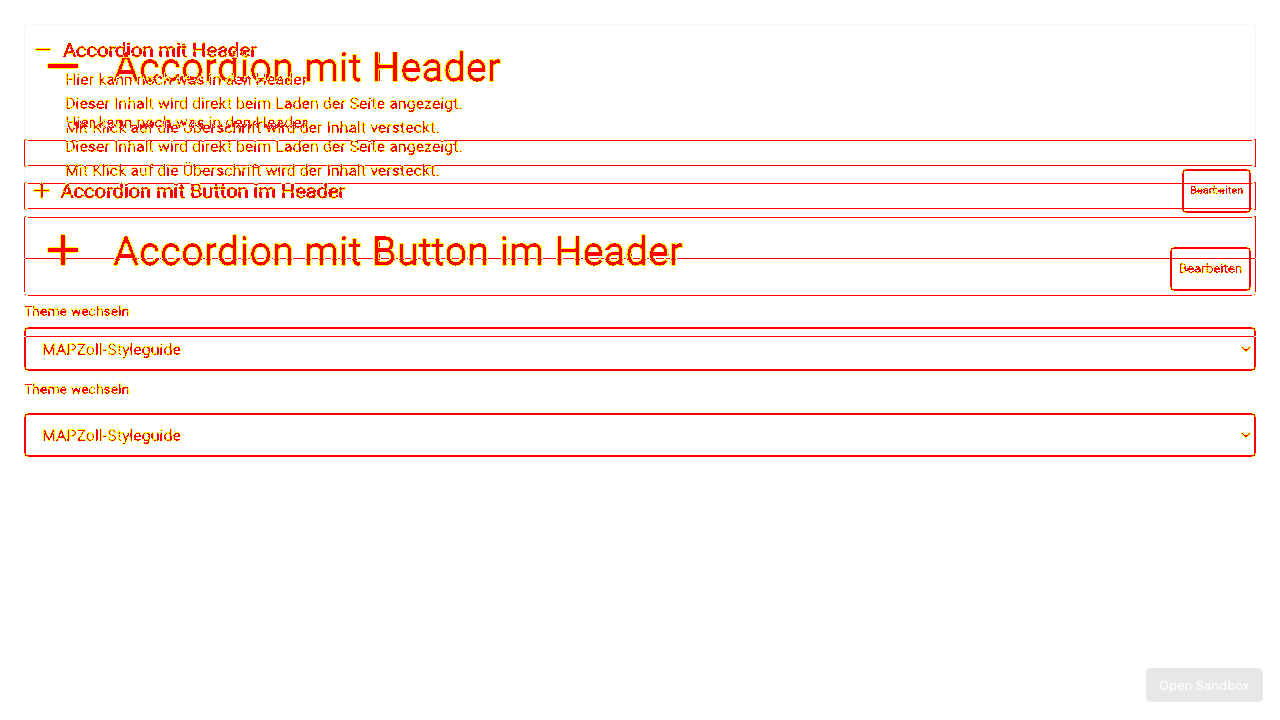 Accordion mit Header
Accordion mit Header
Hier kann noch was in den Header
Dieser Inhalt wird direkt beim Laden der Seite angezeigt.
Hier kann noch was in den Header
Mit Klick auf die Überschrift wird der Inhalt versteckt.
Dieser Inhalt wird direkt beim Laden der Seite angezeigt.
Mit Klick auf die Überschrift wird der Inhalt versteckt.
Accordion mit Button im Header
Bearbeiten
Accordion mit Button im Header
Bearbeiten
Theme wechseln
MAPZoll-Styleguide
Theme wechseln
MAPZoll-Styleguide
Open Sandbox